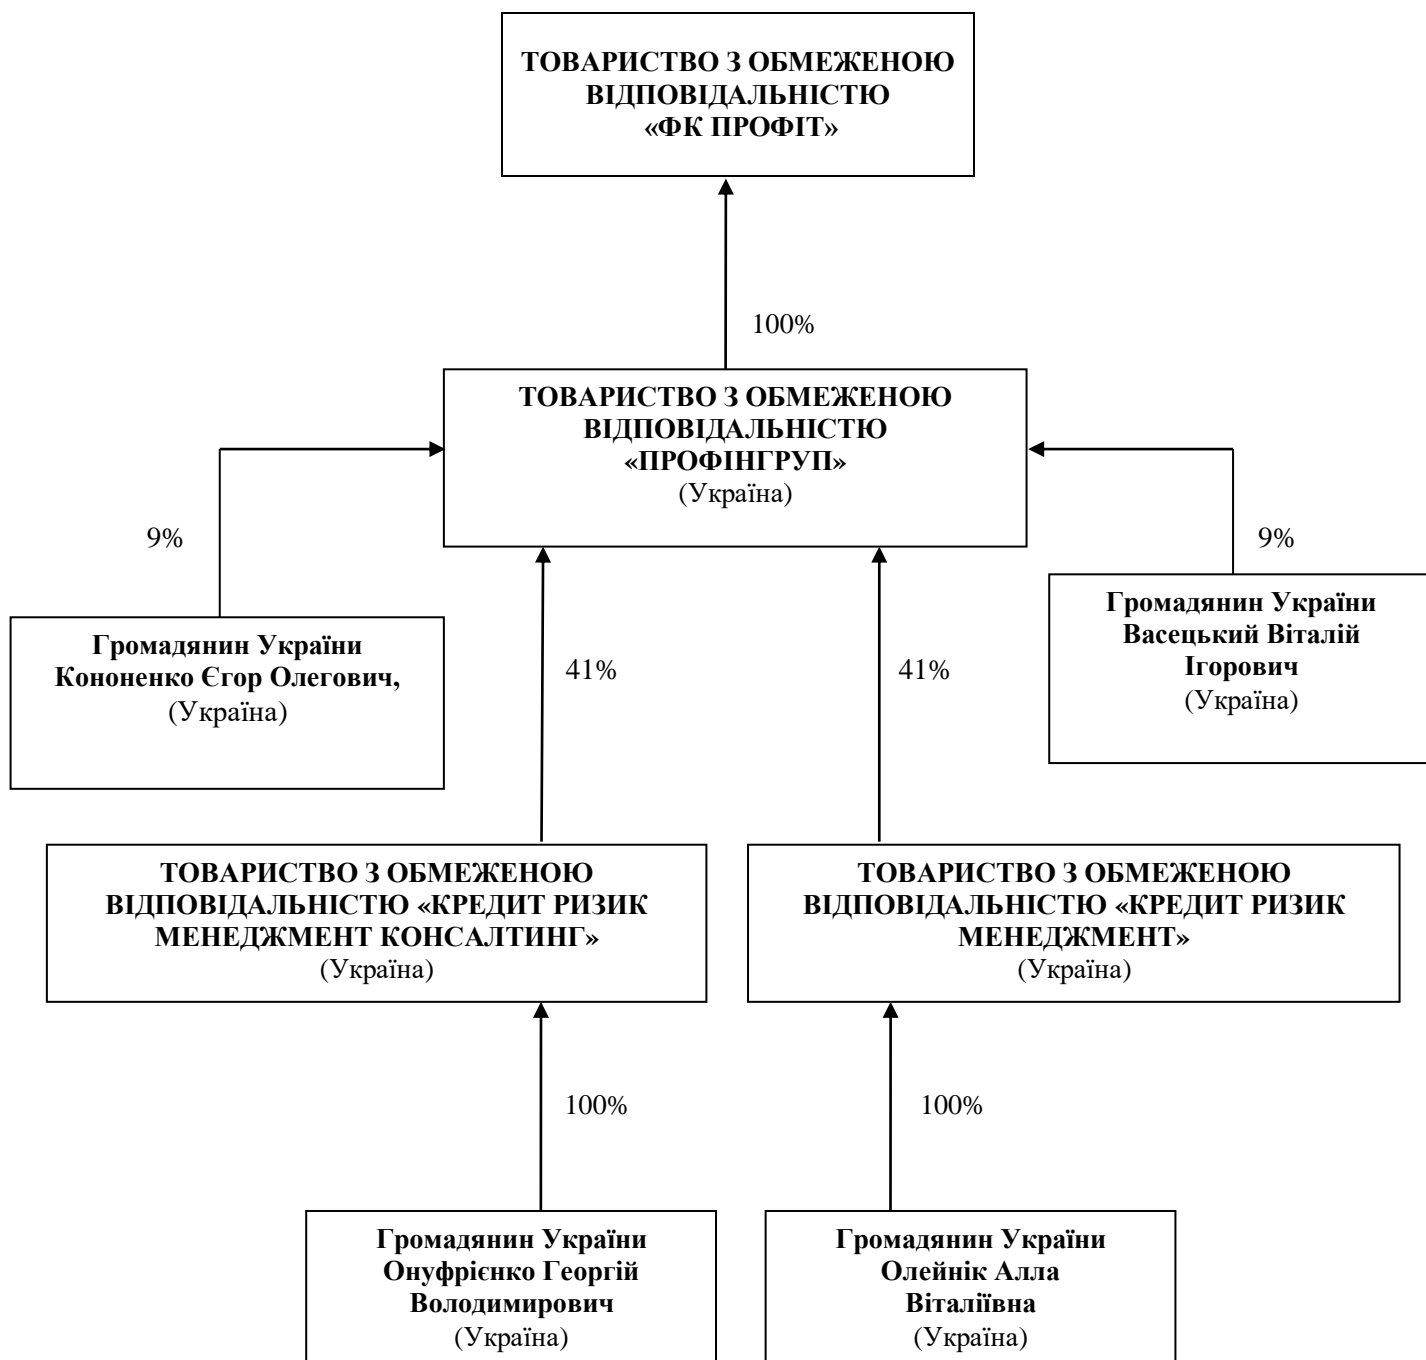 ТОВАРИСТВО З ОБМЕЖЕНОЮ
ВІДПОВІДАЛЬНІСТЮ
«ФК ПРОФІТ»
100%
ТОВАРИСТВО З ОБМЕЖЕНОЮ
ВІДПОВІДАЛЬНІСТЮ
«ПРОФІНГРУП»
(Україна)
9%
9%
Громадянин України
Кононенко Єгор Олегович,
(Україна)
41%
41%
Громадянин України
Васецький Віталій
Ігорович
(Україна)
ТОВАРИСТВО З ОБМЕЖЕНОЮ
ВІДПОВІДАЛЬНІСТЮ «КРЕДИТ РИЗИК
МЕНЕДЖМЕНТ КОНСАЛТИНГ»
(Україна)
ТОВАРИСТВО З ОБМЕЖЕНОЮ
ВІДПОВІДАЛЬНІСТЮ «КРЕДИТ РИЗИК
МЕНЕДЖМЕНТ»
(Україна)
100%
100%
Громадянин України
Онуфрієнко Георгій
Володимирович
(Україна)
Громадянин України
Олейнік Алла
Віталіївна
(Україна)